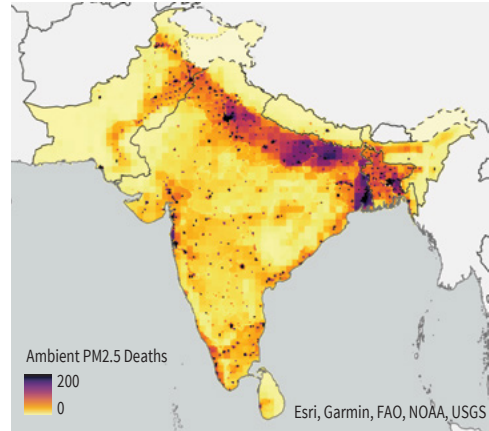 Ambient PM2.5 Deaths
200
0
Esri, Garmin, FAO, NOAA, USGS